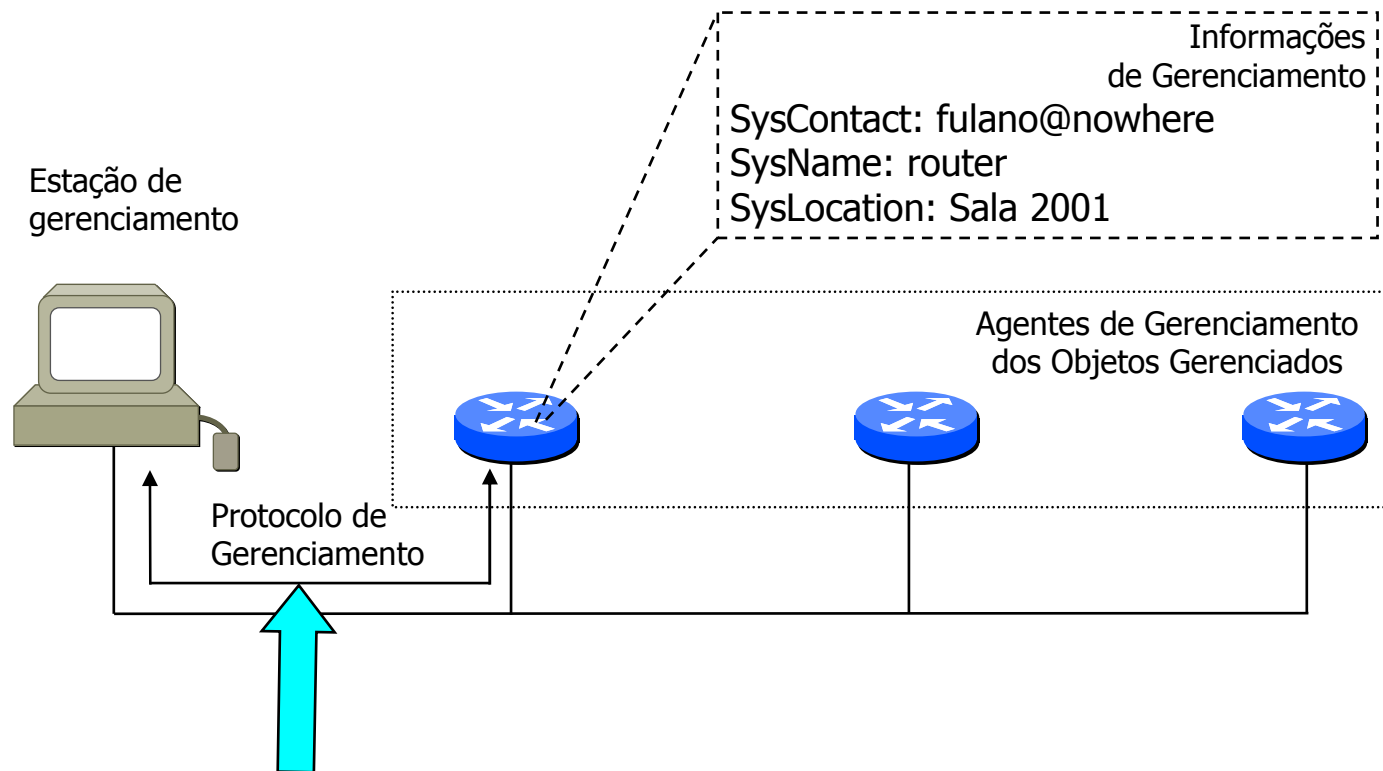 Informações
de Gerenciamento
SysContact: fulano@nowhere
SysName: router
SysLocation: Sala 2001
Estação de
gerenciamento
Agentes de Gerenciamento
dos Objetos Gerenciados
Protocolo de
Gerenciamento